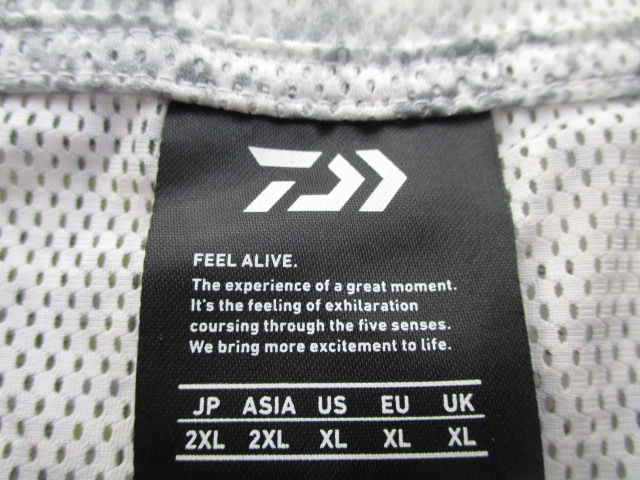 FEEL ALIVE.
The experience of a great moment.
It's the feeling of exhilaration
coursing through the five senses.
We bring more excitement to life.
JP ASIA US EU UK
2XL 2XL XL XL XL